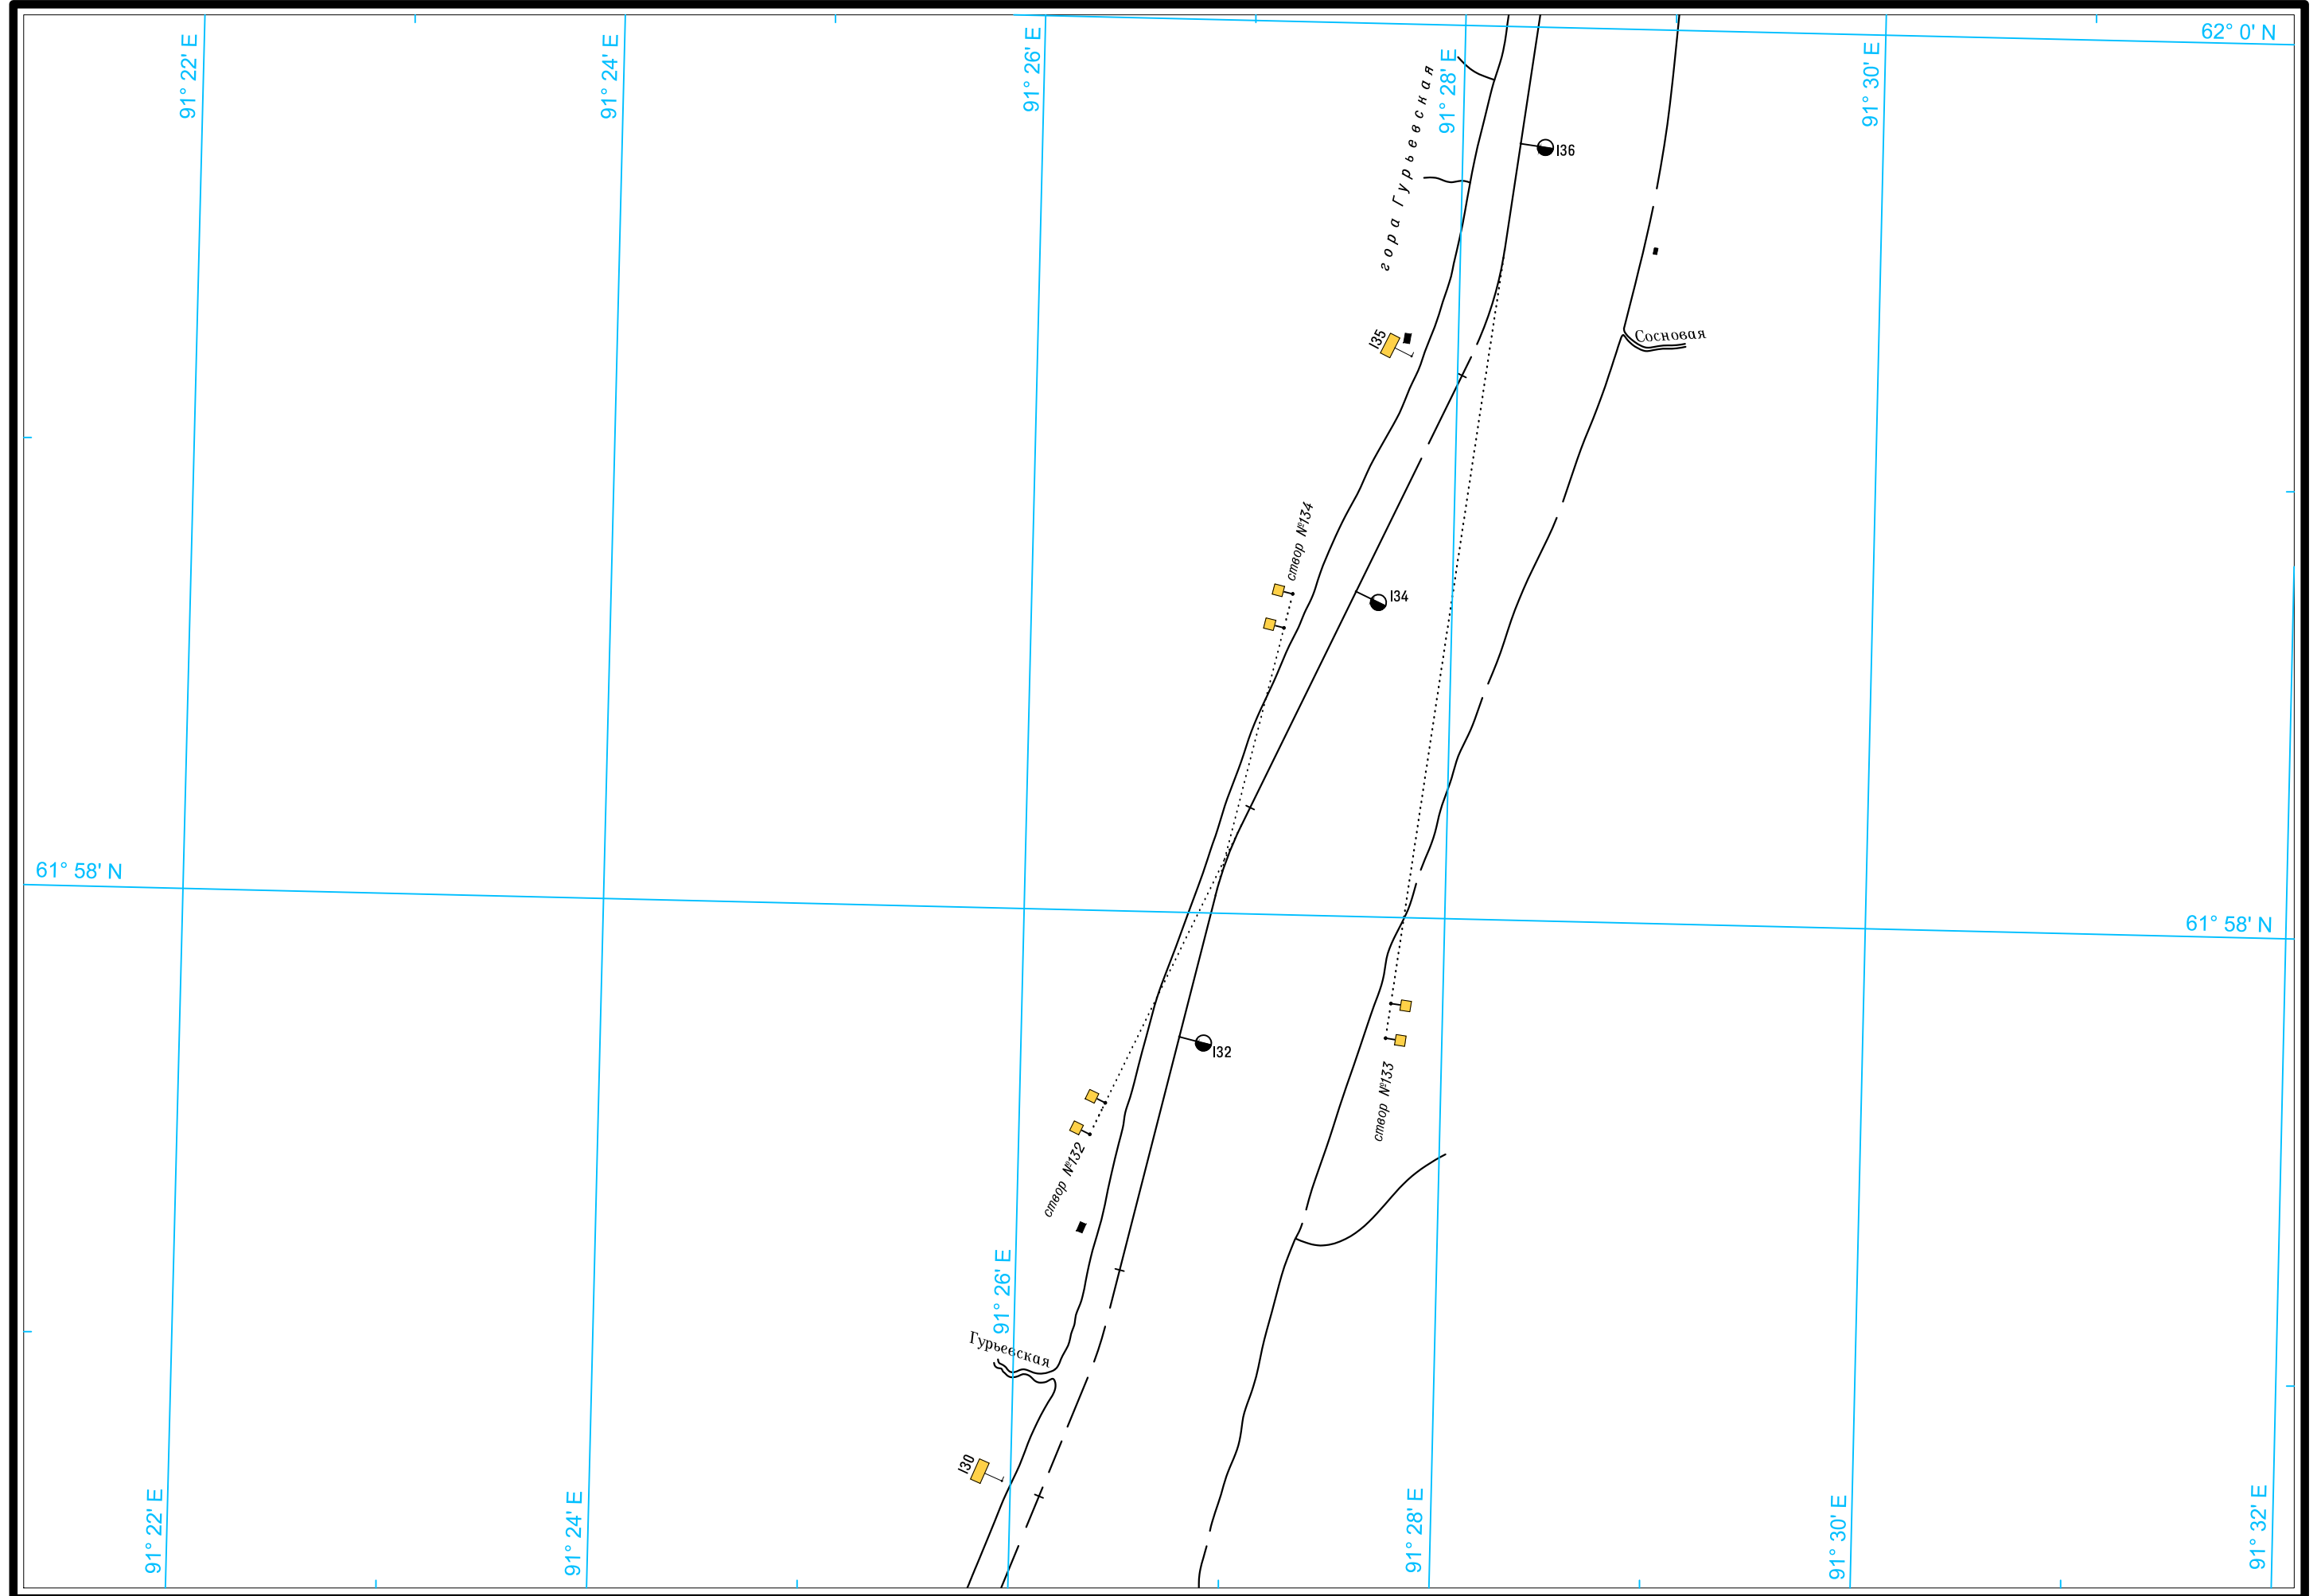 62° 0' N
91° 22' E
91° 24' E
91° 26' E
91° 28' E
91° 30' E
гора Гурьевская
136
Сосновая
135
створ №134
134
61° 58' N
61° 58' N
132
створ №133
створ №132
91° 26' E
Гурьевская
130
91° 22' E
91° 24' E
91° 28' E
91° 30' E
91° 32' E